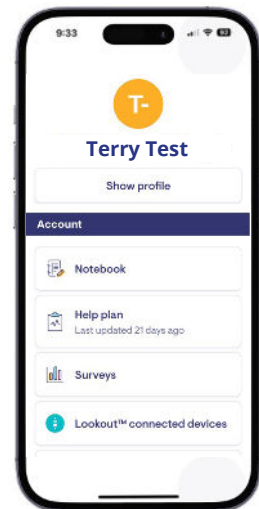 9:33
T-
Terry Test
Show profile
Account
Notebook
Help plan
Last updated 21 days ago
Surveys
Lookout™ connected devices